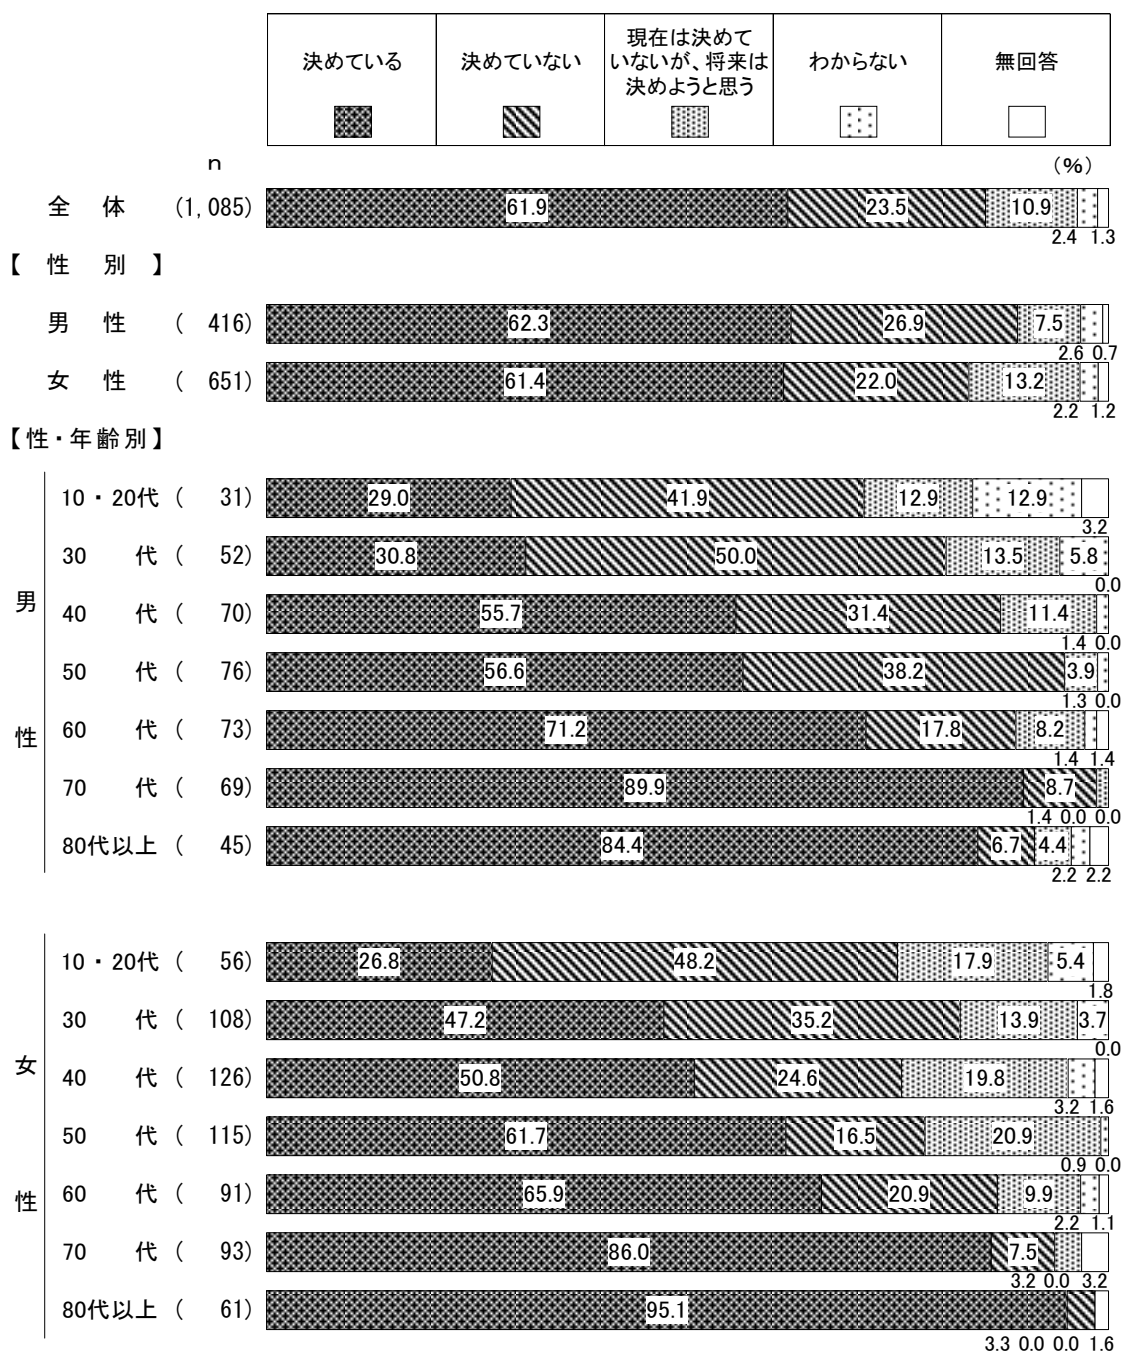 決めている
決めていない
現在は決めて
いないが、将来は
決めようと思う
わからない
無回答
n
(%)
全 体 (1,085) 61.9 23.5 10.9
2.4 1.3
【 性 別 】
男 性 ( 416) 62.3 26.9 7.5
2.6 0.7
女 性 ( 651) 61.4 22.0 13.2
2.2 1.2
【性・年齢別】
男性
10・20代 ( 31) 29.0 41.9 12.9 12.9
3.2
30 代 ( 52) 30.8 50.0 13.5 5.8
0.0
40 代 ( 70) 55.7 31.4 11.4
1.4 0.0
50 代 ( 76) 56.6 38.2 3.9
1.3 0.0
60 代 ( 73) 71.2 17.8 8.2
1.4 1.4
70 代 ( 69) 89.9 8.7
1.4 0.0 0.0
80代以上 ( 45) 84.4 6.7 4.4
2.2 2.2
女性
10・20代 ( 56) 26.8 48.2 17.9 5.4
1.8
30 代 ( 108) 47.2 35.2 13.9 3.7
0.0
40 代 ( 126) 50.8 24.6 19.8
3.2 1.6
50 代 ( 115) 61.7 16.5 20.9
0.9 0.0
60 代 ( 91) 65.9 20.9 9.9
2.2 1.1
70 代 ( 93) 86.0 7.5
3.2 0.0 3.2
80代以上 ( 61) 95.1
3.3 0.0 0.0 1.6